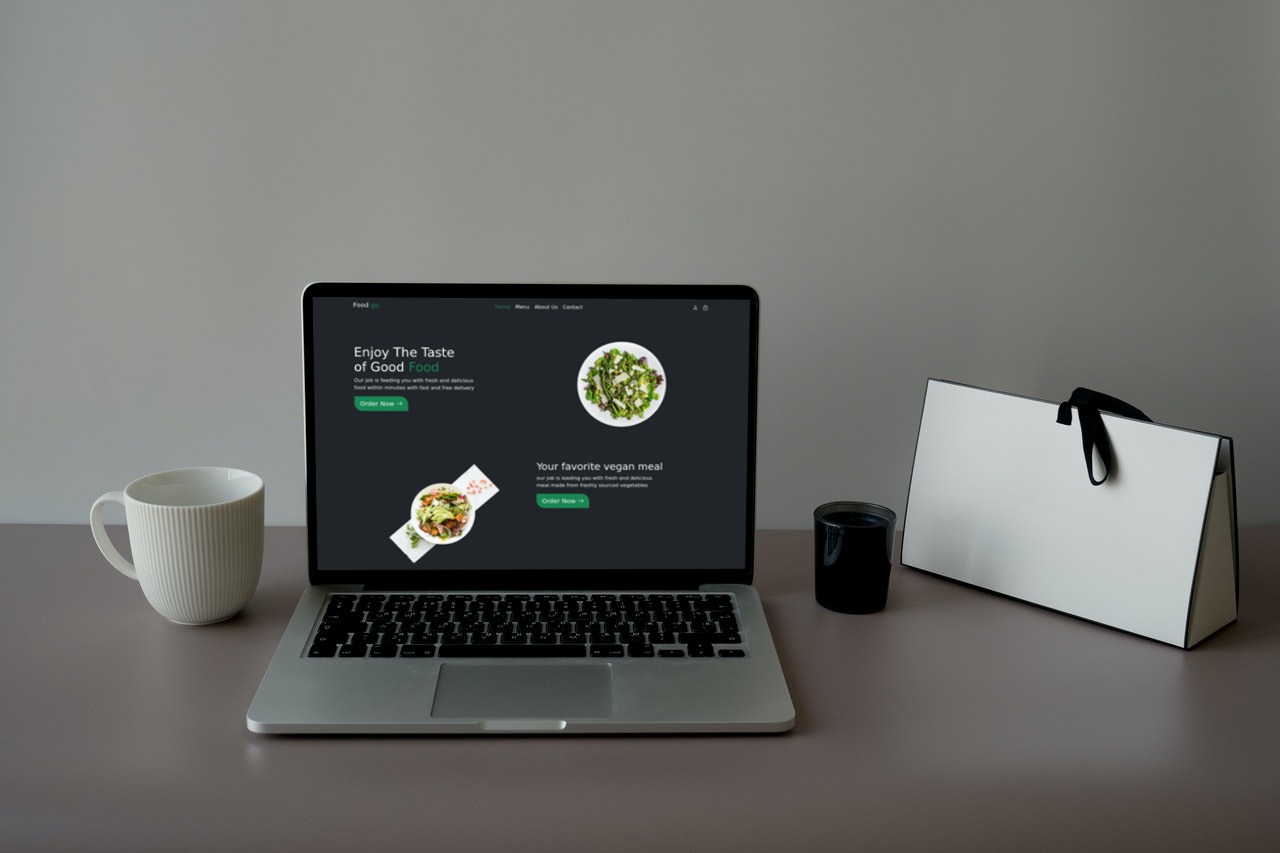 Food go.
Home Menu About Us Contact
Enjoy The Taste
of Good Food
Our job is feeding you with fresh and delicious
food within minutes with fast and free delivery
Order Now →
Your favorite vegan meal
our job is leading you with fresh and delicious
meal made from freshly sourced vegetables
Order Now →